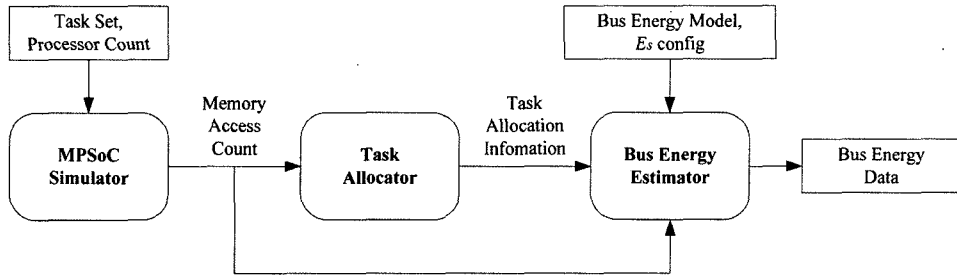 Task Set,
Processor Count
Bus Energy Model,
Es config
MPSoC
Simulator
Memory
Access
Count
Task
Allocator
Task
Allocation
Infomation
Bus Energy
Estimator
Bus Energy
Data